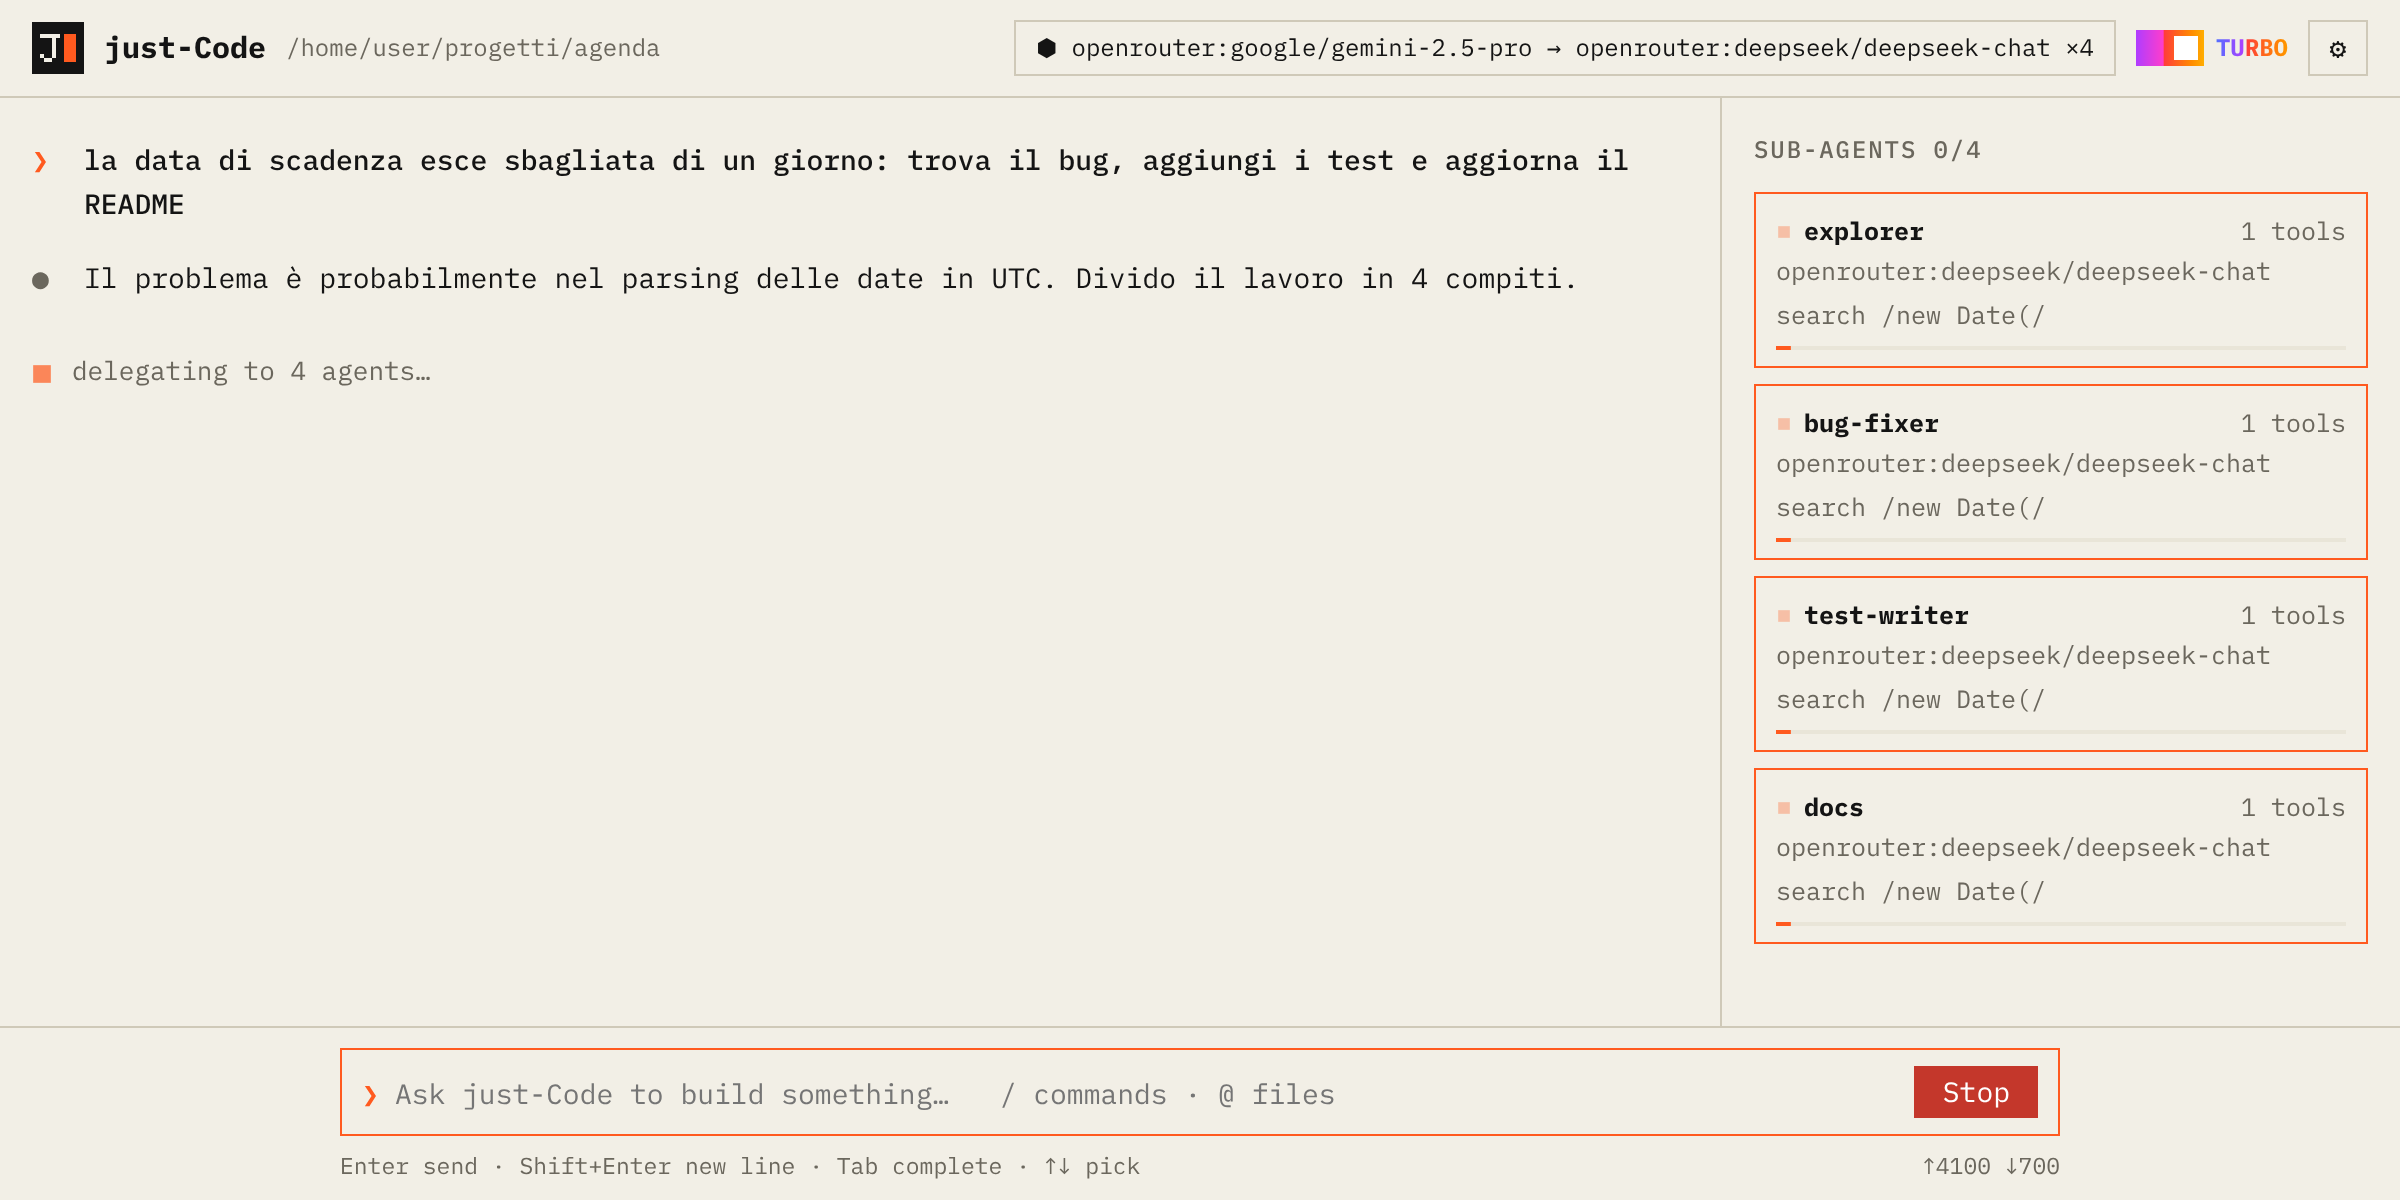 just-Code /home/user/progetti/agenda
⬢ openrouter:google/gemini-2.5-pro → openrouter:deepseek/deepseek-chat ×4
TURBO
⚙
❯ la data di scadenza esce sbagliata di un giorno: trova il bug, aggiungi i test e aggiorna il
README
● Il problema è probabilmente nel parsing delle date in UTC. Divido il lavoro in 4 compiti.
■ delegating to 4 agents…
SUB-AGENTS 0/4
explorer 1 tools
openrouter:deepseek/deepseek-chat
search /new Date(/
bug-fixer 1 tools
openrouter:deepseek/deepseek-chat
search /new Date(/
test-writer 1 tools
openrouter:deepseek/deepseek-chat
search /new Date(/
docs 1 tools
openrouter:deepseek/deepseek-chat
search /new Date(/
❯ Ask just-Code to build something… / commands · @ files
Stop
Enter send · Shift+Enter new line · Tab complete · ↑↓ pick
↑4100 ↓700